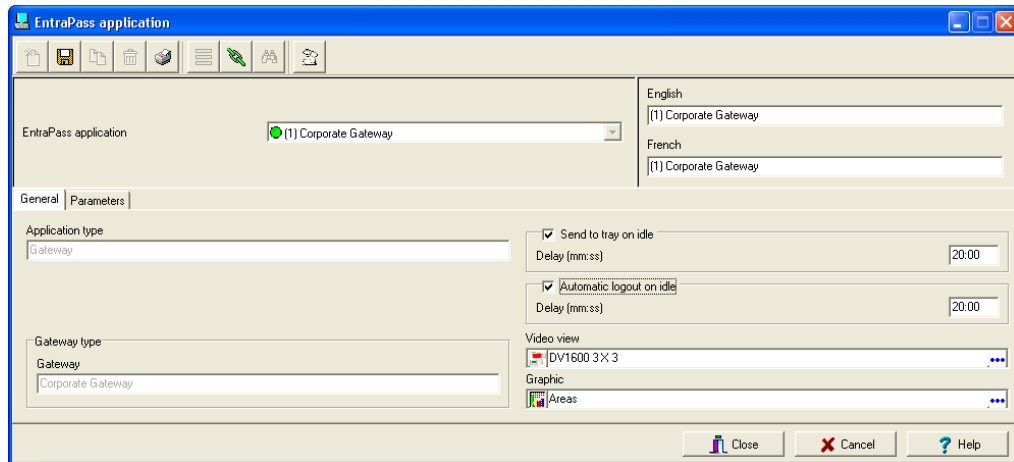 EntraPass application
English
(1) Corporate Gateway
EntraPass application
(1) Corporate Gateway
French
(1) Corporate Gateway
General
Parameters
Application type
Gateway
Send to tray on idle
Delay (mm:ss)
20:00
Automatic logout on idle
Delay (mm:ss)
20:00
Gateway type
Gateway
Corporate Gateway
Video view
DV1600 3 X 3
Graphic
Areas
Close
Cancel
Help